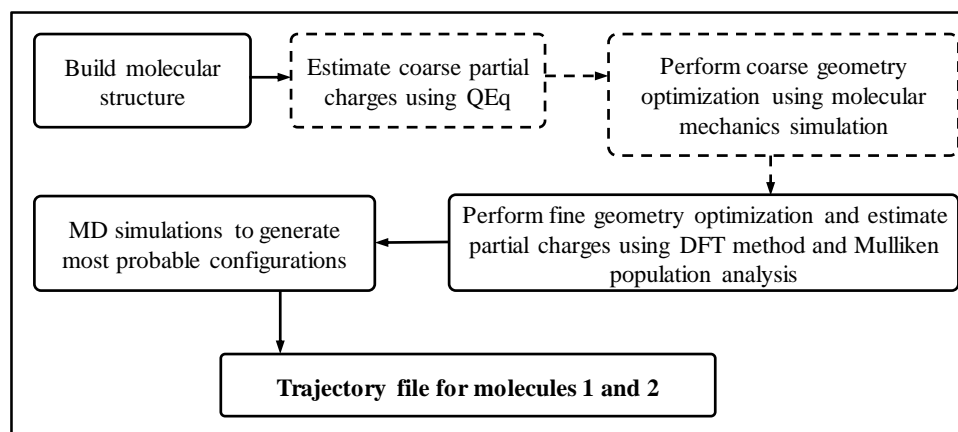 Build molecular
structure
Estimate coarse partial
charges using QEq
Perform coarse geometry
optimization using molecular
mechanics simulation
MD simulations to generate
most probable configurations
Perform fine geometry optimization and estimate
partial charges using DFT method and Mulliken
population analysis
Trajectory file for molecules 1 and 2